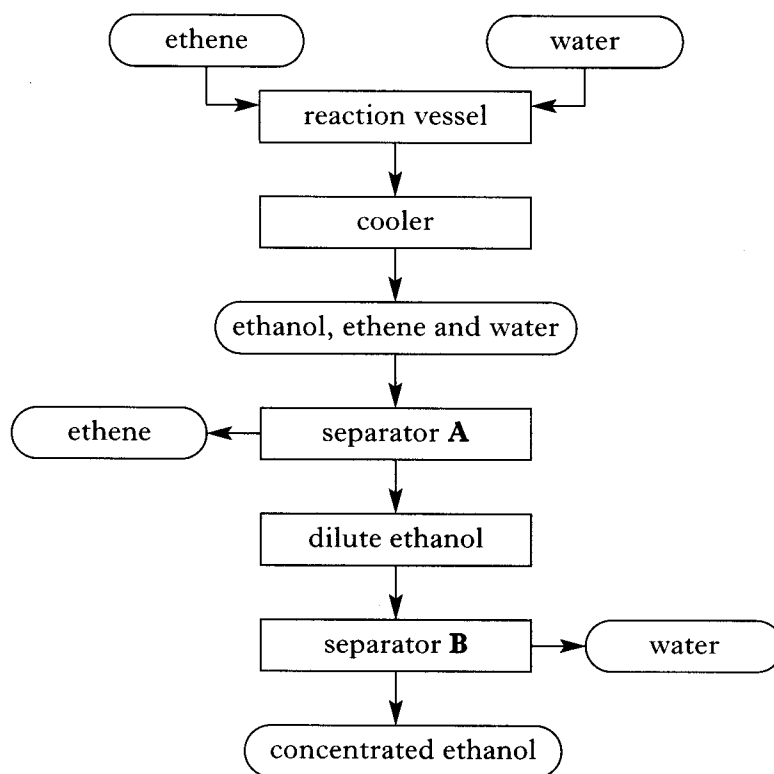 ethene
water
reaction vessel
cooler
ethanol, ethene and water
ethene
separator A
dilute ethanol
separator B
water
concentrated ethanol